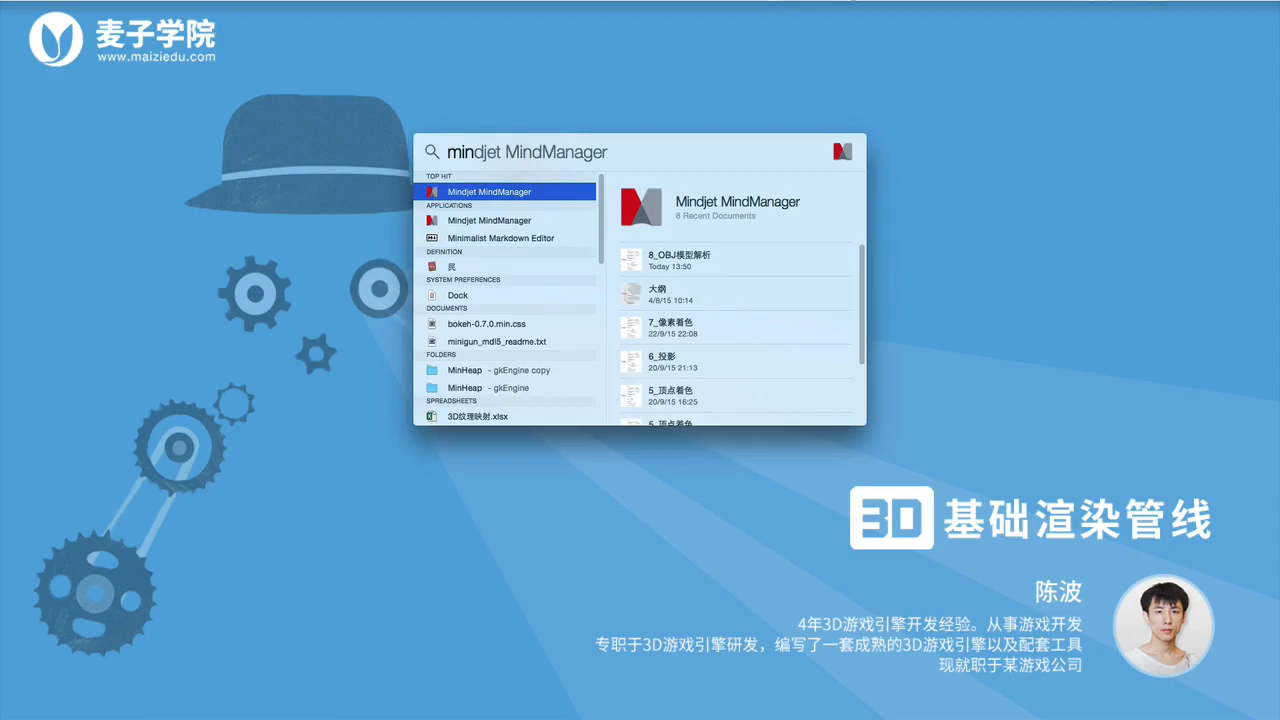 麦子学院
www.maiziedu.com
mindjet MindManager
TOP HIT
Mindjet MindManager
APPLICATIONS
Mindjet MindManager
Minimalist Markdown Editor
DEFINITION
民
SYSTEM PREFERENCES
Dock
DOCUMENTS
bokeh-0.7.0.min.css
minigun_mdl5_readme.txt
FOLDERS
MinHeap - gkEngine copy
MinHeap - gkEngine
SPREADSHEETS
3D纹理映射.xlsx
Mindjet MindManager
8 Recent Documents
8_OBJ模型解析
Today 13:50
大纲
4/8/15 10:14
7_像素着色
22/9/15 22:08
6_投影
20/9/15 21:13
5_顶点着色
20/9/15 16:25
5_顶点着色
3D基础渲染管线
陈波
4年3D游戏引擎开发经验。从事游戏开发
专职于3D游戏引擎研发，编写了一套成熟的3D游戏引擎以及配套工具
现就职于某游戏公司